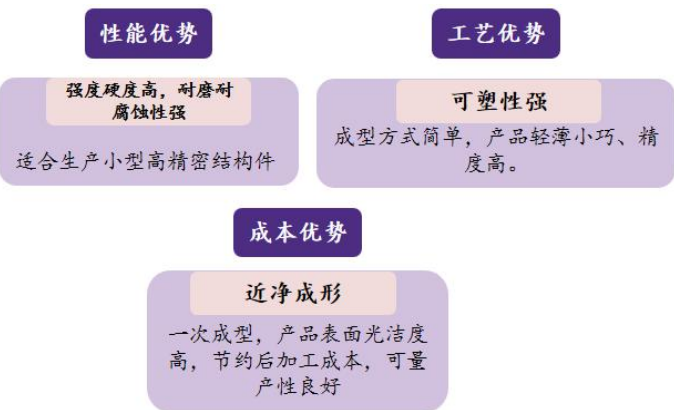 性能优势
强度硬度高，耐磨耐
腐蚀性强
适合生产小型高精密结构件
工艺优势
可塑性强
成型方式简单，产品轻薄小巧、精
度高。
成本优势
近净成形
一次成型，产品表面光洁度
高，节约后加工成本，可量
产性良好